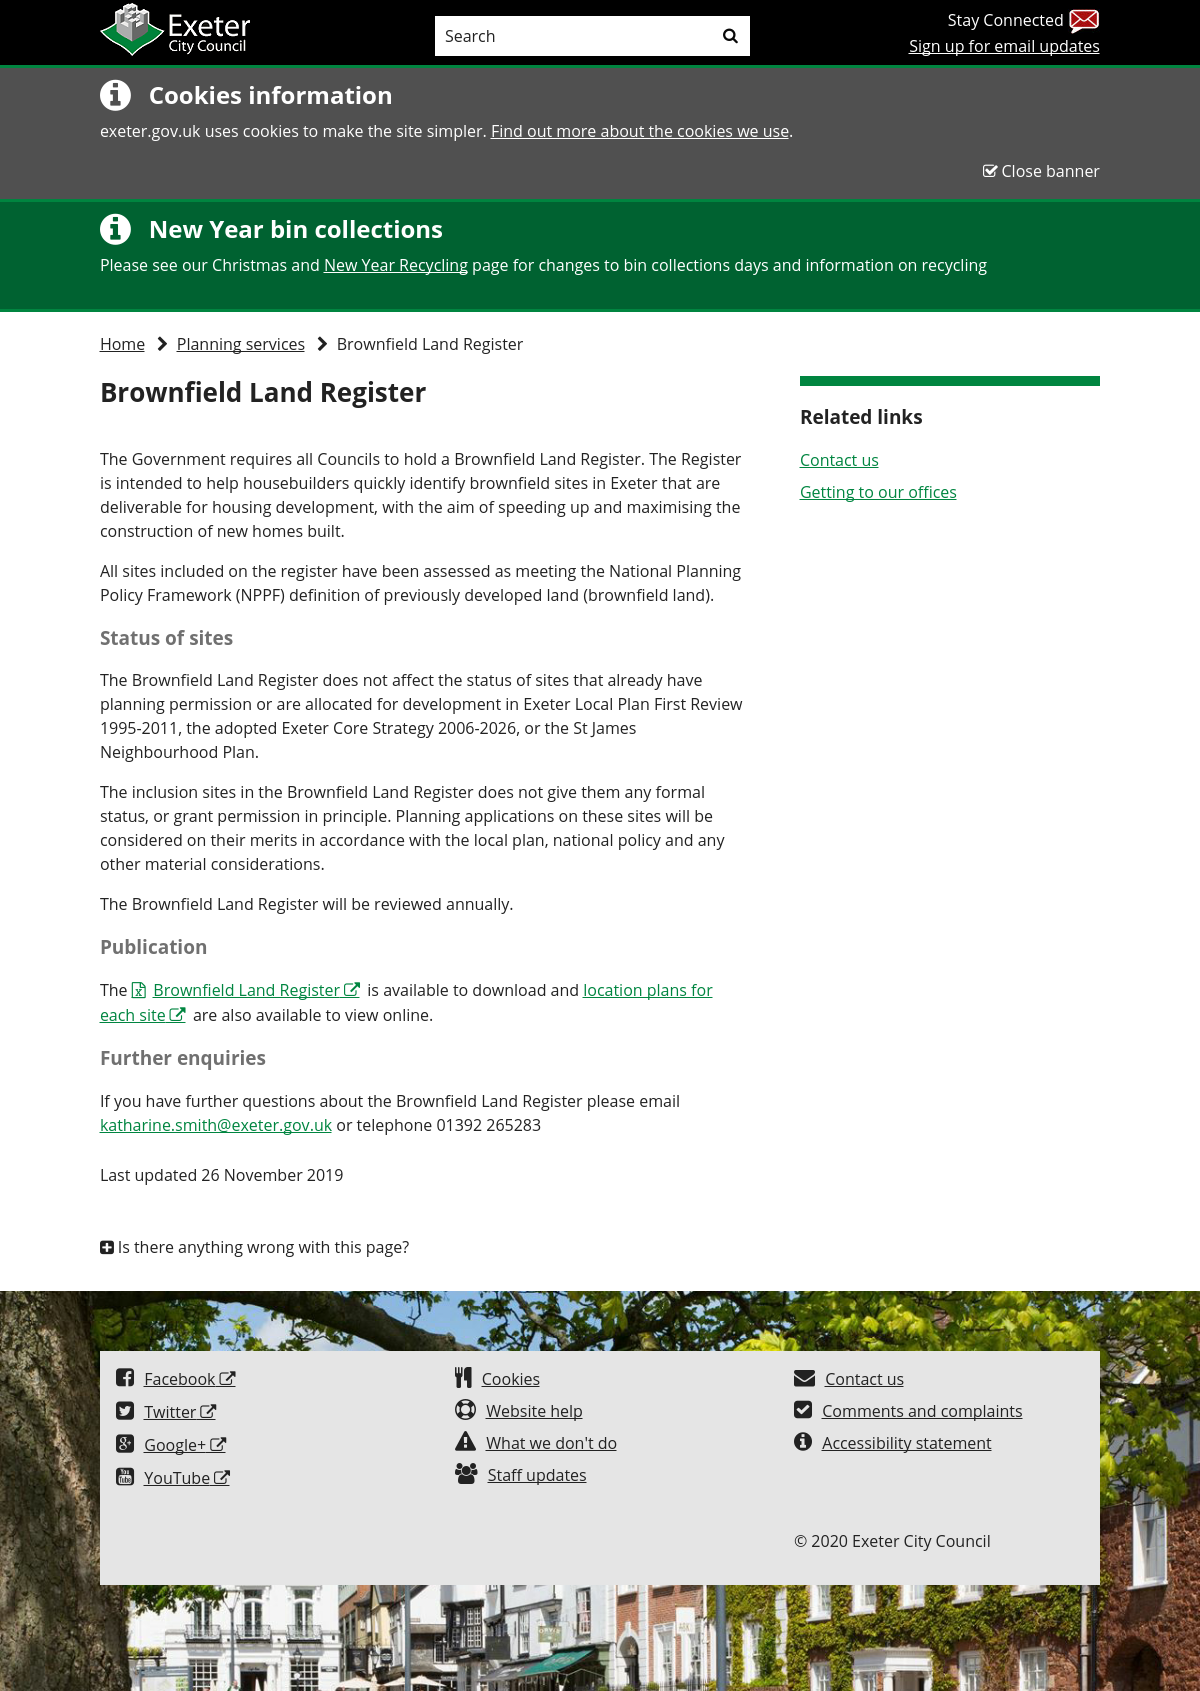 Exeter
City Council
Search
Stay Connected
Sign up for email updates
Cookies information
exeter.gov.uk uses cookies to make the site simpler. Find out more about the cookies we use.
Close banner
New Year bin collections
Please see our Christmas and New Year Recycling page for changes to bin collections days and information on recycling
Home Planning services Brownfield Land Register
Brownfield Land Register
The Government requires all Councils to hold a Brownfield Land Register. The Register
is intended to help housebuilders quickly identify brownfield sites in Exeter that are
deliverable for housing development, with the aim of speeding up and maximising the
construction of new homes built.
All sites included on the register have been assessed as meeting the National Planning
Policy Framework (NPPF) definition of previously developed land (brownfield land).
Status of sites
The Brownfield Land Register does not affect the status of sites that already have
planning permission or are allocated for development in Exeter Local Plan First Review
1995-2011, the adopted Exeter Core Strategy 2006-2026, or the St James
Neighbourhood Plan.
The inclusion sites in the Brownfield Land Register does not give them any formal
status, or grant permission in principle. Planning applications on these sites will be
considered on their merits in accordance with the local plan, national policy and any
other material considerations.
The Brownfield Land Register will be reviewed annually.
Publication
The Brownfield Land Register is available to download and location plans for
each site are also available to view online.
Further enquiries
If you have further questions about the Brownfield Land Register please email
katharine.smith@exeter.gov.uk or telephone 01392 265283
Last updated 26 November 2019
Is there anything wrong with this page?
Related links
Contact us
Getting to our offices
Facebook
Twitter
Google+
YouTube
Cookies
Website help
What we don't do
Staff updates
Contact us
Comments and complaints
Accessibility statement
© 2020 Exeter City Council